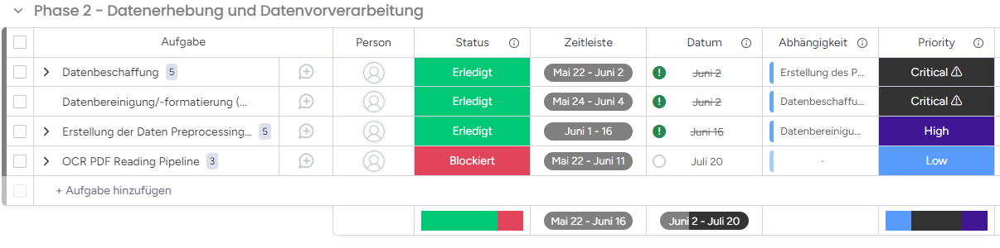 Phase 2 - Datenerhebung und Datenvorverarbeitung
Aufgabe Person Status Zeitleiste Datum Abhängigkeit Priority
Datenbeschaffung 5 Erledigt Mai 22 - Juni 2 Juni 2 Erstellung des P... Critical
Datenbereinigung/-formatierung (... Erledigt Mai 24 - Juni 4 Juni 2 Datenbeschaffu... Critical
Erstellung der Daten Preprocessing... 5 Erledigt Juni 1 - 16 Juni 16 Datenbereinigu... High
OCR PDF Reading Pipeline 3 Blockiert Mai 22 - Juni 11 Juli 20 - Low
+ Aufgabe hinzufügen
Mai 22 - Juni 16 Juni 2 - Juli 20